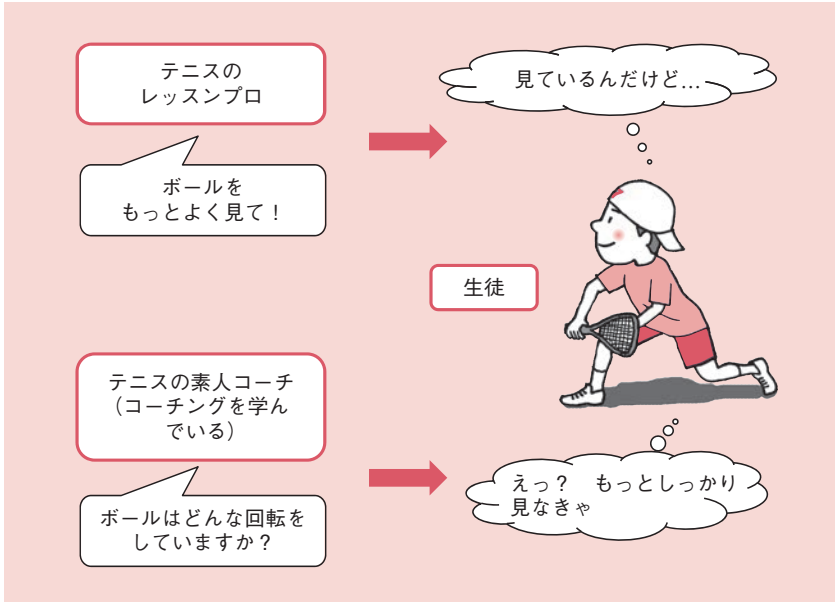 テニスの
レッスンプロ
ボールを
もっとよく見て！
見ているんだけど…
生徒
テニスの素人コーチ
（コーチングを学ん
でいる）
ボールはどんな回転を
していますか？
えっ？　もっとしっかり
見なきゃ